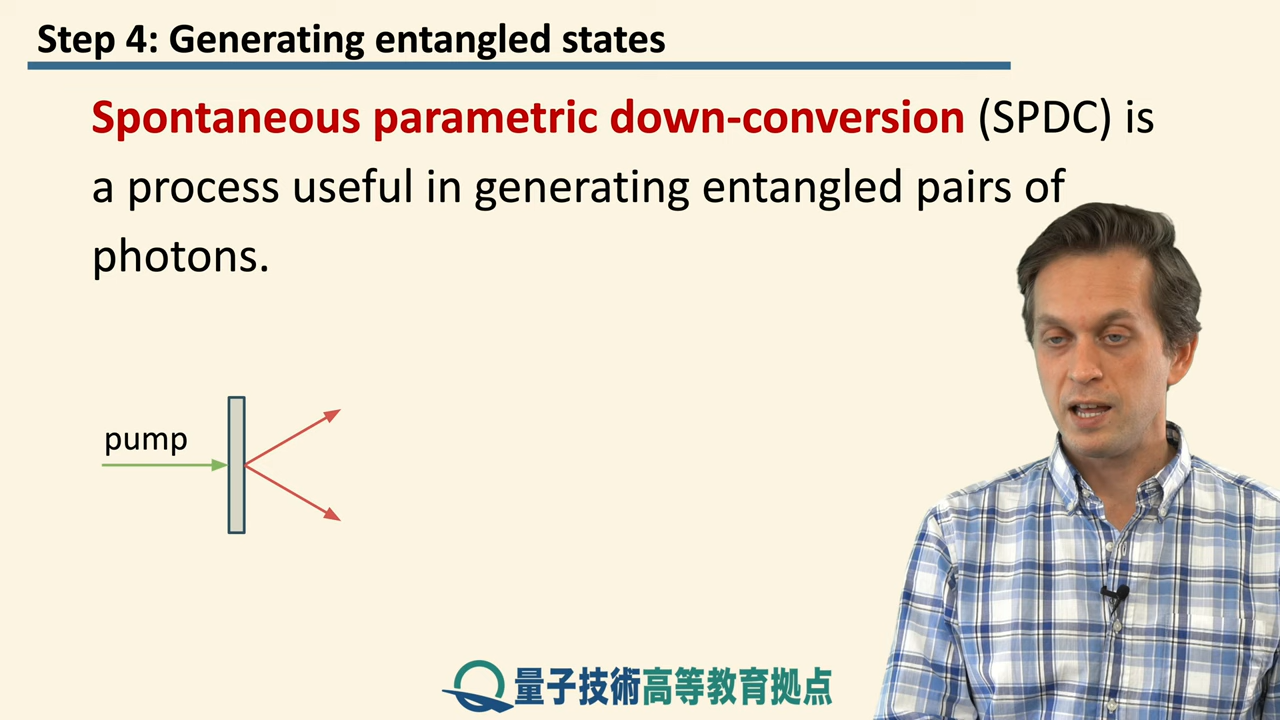 Step 4: Generating entangled states
Spontaneous parametric down-conversion (SPDC) is
a process useful in generating entangled pairs of
photons.
pump
量子技術高等教育拠点